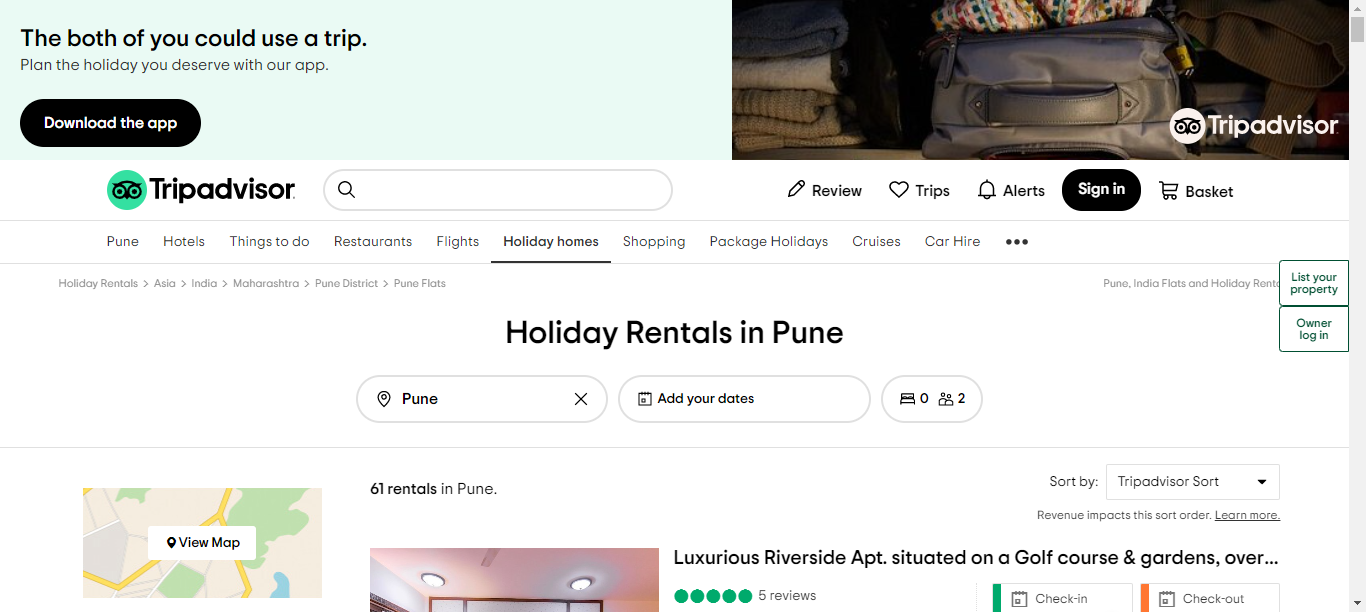 The both of you could use a trip.
Plan the holiday you deserve with our app.
Download the app
Tripadvisor
Tripadvisor
Review
Trips
Alerts
Sign in
Basket
Pune
Hotels
Things to do
Restaurants
Flights
Holiday homes
Shopping
Package Holidays
Cruises
Car Hire
•••
Holiday Rentals > Asia > India > Maharashtra > Pune District > Pune Flats
Pune, India Flats and Holiday
List your
property
Owner
log in
Holiday Rentals in Pune
Pune
Add your dates
0
2
View Map
61 rentals in Pune.
Sort by:
Tripadvisor Sort
Revenue impacts this sort order. Learn more.
Luxurious Riverside Apt. situated on a Golf course & gardens, over...
5 reviews
Check-in
Check-out